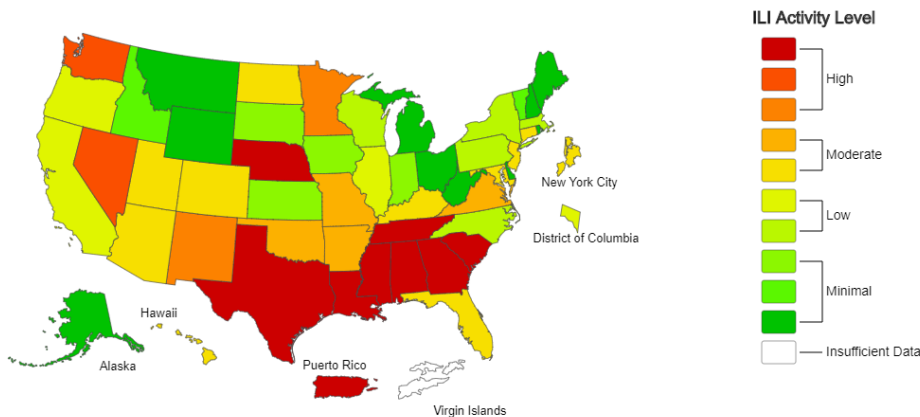 ILI Activity Level
High
Moderate
New York City
Low
District of Columbia
Minimal
Hawaii
Insufficient Data
Alaska
Puerto Rico
Virgin Islands